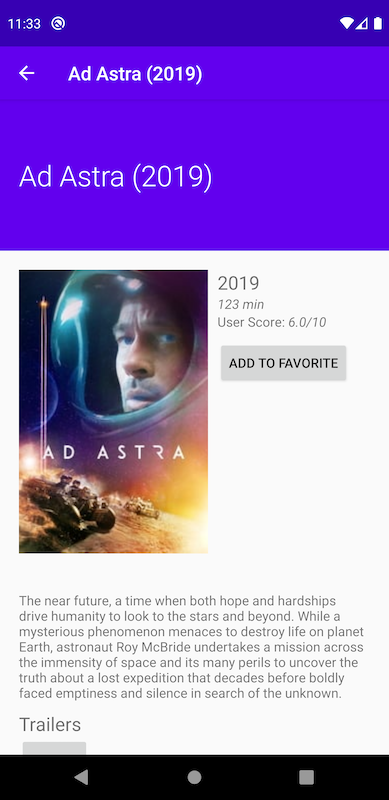 11:33
Ad Astra (2019)
Ad Astra (2019)
AD ASTRA
2019
123 min
User Score: 6.0/10
ADD TO FAVORITE
The near future, a time when both hope and hardships
drive humanity to look to the stars and beyond. While a
mysterious phenomenon menaces to destroy life on planet
Earth, astronaut Roy McBride undertakes a mission across
the immensity of space and its many perils to uncover the
truth about a lost expedition that decades before boldly
faced emptiness and silence in search of the unknown.
Trailers